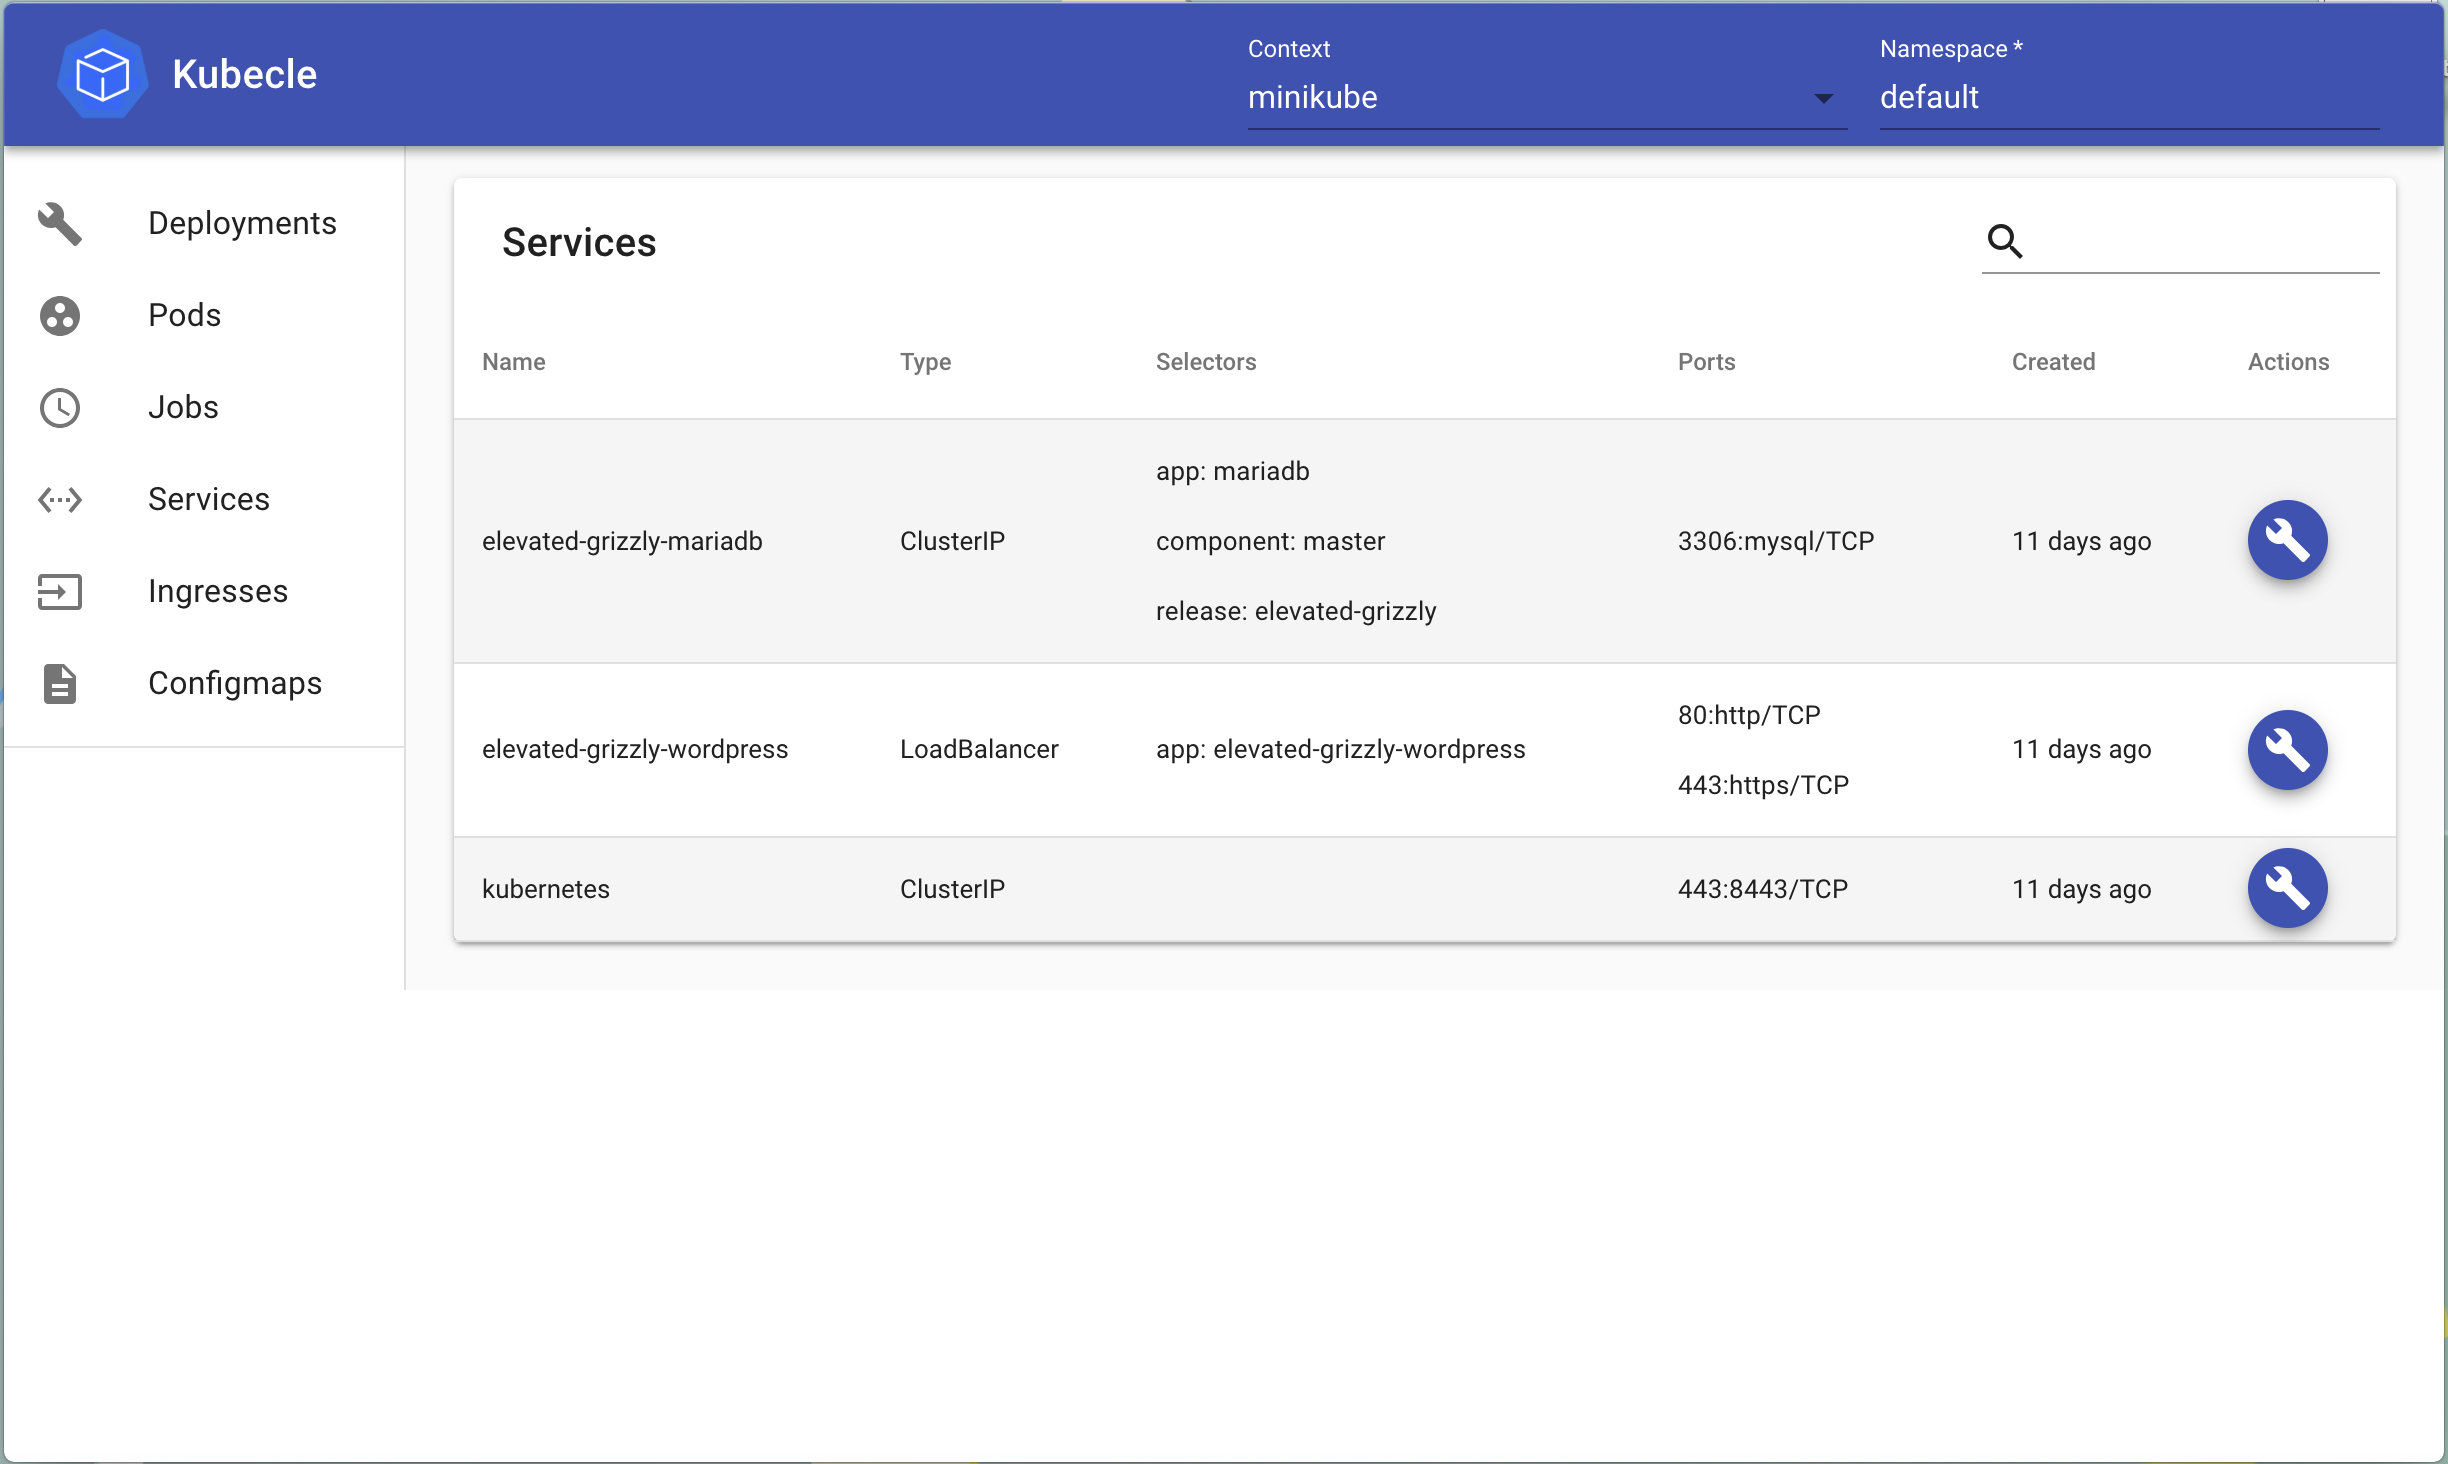 Kubecle
Context
minikube
Namespace *
default
Deployments
Pods
Jobs
Services
Ingresses
Configmaps
Services
Name Type Selectors Ports Created Actions
app: mariadb
elevated-grizzly-mariadb ClusterIP component: master 3306:mysql/TCP 11 days ago
release: elevated-grizzly
80:http/TCP
elevated-grizzly-wordpress LoadBalancer app: elevated-grizzly-wordpress 11 days ago
443:https/TCP
kubernetes ClusterIP 443:8443/TCP 11 days ago